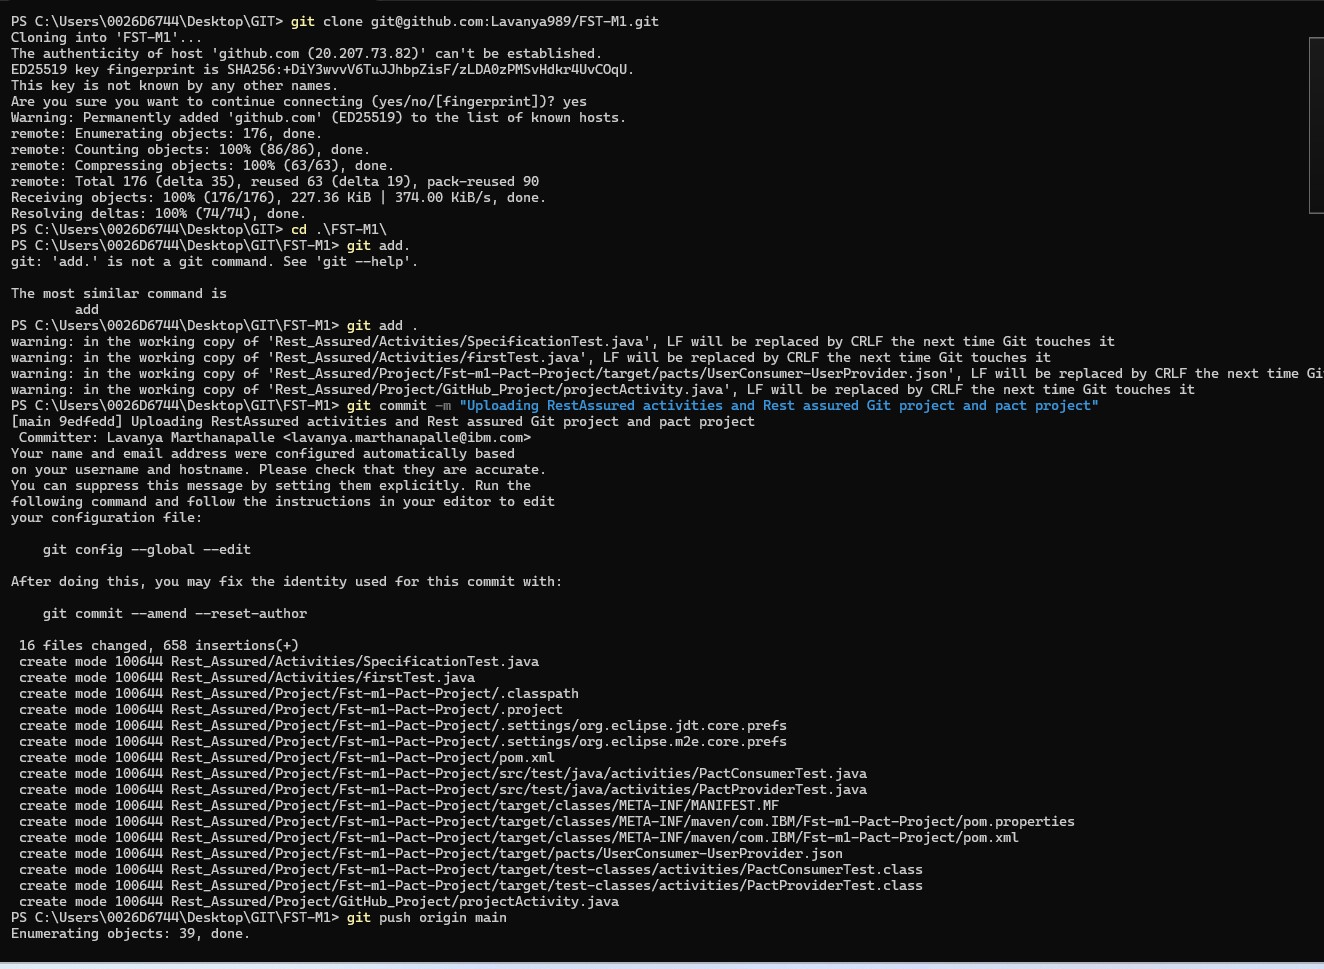 PS C:\Users\0026D6744\Desktop\GIT> git clone git@github.com:Lavanya989/FST-M1.git
Cloning into 'FST-M1'...
The authenticity of host 'github.com (20.207.73.82)' can't be established.
ED25519 key fingerprint is SHA256:+DiY3wvvV6TuJJhbpZisF/zLDA0zPMSvHdkr4UvCOqU.
This key is not known by any other names.
Are you sure you want to continue connecting (yes/no/[fingerprint])? yes
Warning: Permanently added 'github.com' (ED25519) to the list of known hosts.
remote: Enumerating objects: 176, done.
remote: Counting objects: 100% (86/86), done.
remote: Compressing objects: 100% (63/63), done.
remote: Total 176 (delta 35), reused 63 (delta 19), pack-reused 90
Receiving objects: 100% (176/176), 227.36 KiB | 374.00 KiB/s, done.
Resolving deltas: 100% (74/74), done.
PS C:\Users\0026D6744\Desktop\GIT> cd .\FST-M1\
PS C:\Users\0026D6744\Desktop\GIT\FST-M1> git add.
git: 'add.' is not a git command. See 'git --help'.

The most similar command is
        add
PS C:\Users\0026D6744\Desktop\GIT\FST-M1> git add .
warning: in the working copy of 'Rest_Assured/Activities/SpecificationTest.java', LF will be replaced by CRLF the next time Git touches it
warning: in the working copy of 'Rest_Assured/Activities/firstTest.java', LF will be replaced by CRLF the next time Git touches it
warning: in the working copy of 'Rest_Assured/Project/Fst-m1-Pact-Project/target/pacts/UserConsumer-UserProvider.json', LF will be replaced by CRLF the next time Gi
warning: in the working copy of 'Rest_Assured/Project/GitHub_Project/projectActivity.java', LF will be replaced by CRLF the next time Git touches it
PS C:\Users\0026D6744\Desktop\GIT\FST-M1> git commit -m "Uploading RestAssured activities and Rest assured Git project and pact project"
[main 9edfedd] Uploading RestAssured activities and Rest assured Git project and pact project
 Committer: Lavanya Marthanapalle <lavanya.marthanapalle@ibm.com>
Your name and email address were configured automatically based
on your username and hostname. Please check that they are accurate.
You can suppress this message by setting them explicitly. Run the
following command and follow the instructions in your editor to edit
your configuration file:

    git config --global --edit

After doing this, you may fix the identity used for this commit with:

    git commit --amend --reset-author

 16 files changed, 658 insertions(+)
 create mode 100644 Rest_Assured/Activities/SpecificationTest.java
 create mode 100644 Rest_Assured/Activities/firstTest.java
 create mode 100644 Rest_Assured/Project/Fst-m1-Pact-Project/.classpath
 create mode 100644 Rest_Assured/Project/Fst-m1-Pact-Project/.project
 create mode 100644 Rest_Assured/Project/Fst-m1-Pact-Project/.settings/org.eclipse.jdt.core.prefs
 create mode 100644 Rest_Assured/Project/Fst-m1-Pact-Project/.settings/org.eclipse.m2e.core.prefs
 create mode 100644 Rest_Assured/Project/Fst-m1-Pact-Project/pom.xml
 create mode 100644 Rest_Assured/Project/Fst-m1-Pact-Project/src/test/java/activities/PactConsumerTest.java
 create mode 100644 Rest_Assured/Project/Fst-m1-Pact-Project/src/test/java/activities/PactProviderTest.java
 create mode 100644 Rest_Assured/Project/Fst-m1-Pact-Project/target/classes/META-INF/MANIFEST.MF
 create mode 100644 Rest_Assured/Project/Fst-m1-Pact-Project/target/classes/META-INF/maven/com.IBM/Fst-m1-Pact-Project/pom.properties
 create mode 100644 Rest_Assured/Project/Fst-m1-Pact-Project/target/classes/META-INF/maven/com.IBM/Fst-m1-Pact-Project/pom.xml
 create mode 100644 Rest_Assured/Project/Fst-m1-Pact-Project/target/pacts/UserConsumer-UserProvider.json
 create mode 100644 Rest_Assured/Project/Fst-m1-Pact-Project/target/test-classes/activities/PactConsumerTest.class
 create mode 100644 Rest_Assured/Project/Fst-m1-Pact-Project/target/test-classes/activities/PactProviderTest.class
 create mode 100644 Rest_Assured/Project/GitHub_Project/projectActivity.java
PS C:\Users\0026D6744\Desktop\GIT\FST-M1> git push origin main
Enumerating objects: 39, done.